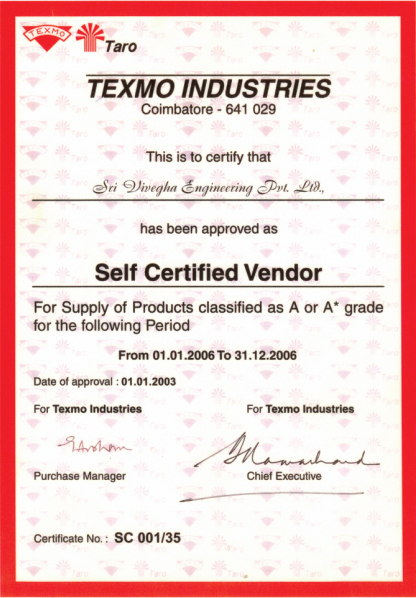 TEXMO
Taro
TEXMO INDUSTRIES
Coimbatore - 641 029
This is to certify that
Sri Vivegha Engineering Pvt. Ltd.,
has been approved as
Self Certified Vendor
For Supply of Products classified as A or A* grade
for the following Period
From 01.01.2006 To 31.12.2006
Date of approval : 01.01.2003
For Texmo Industries
For Texmo Industries
Purchase Manager
Chief Executive
Certificate No. : SC 001/35